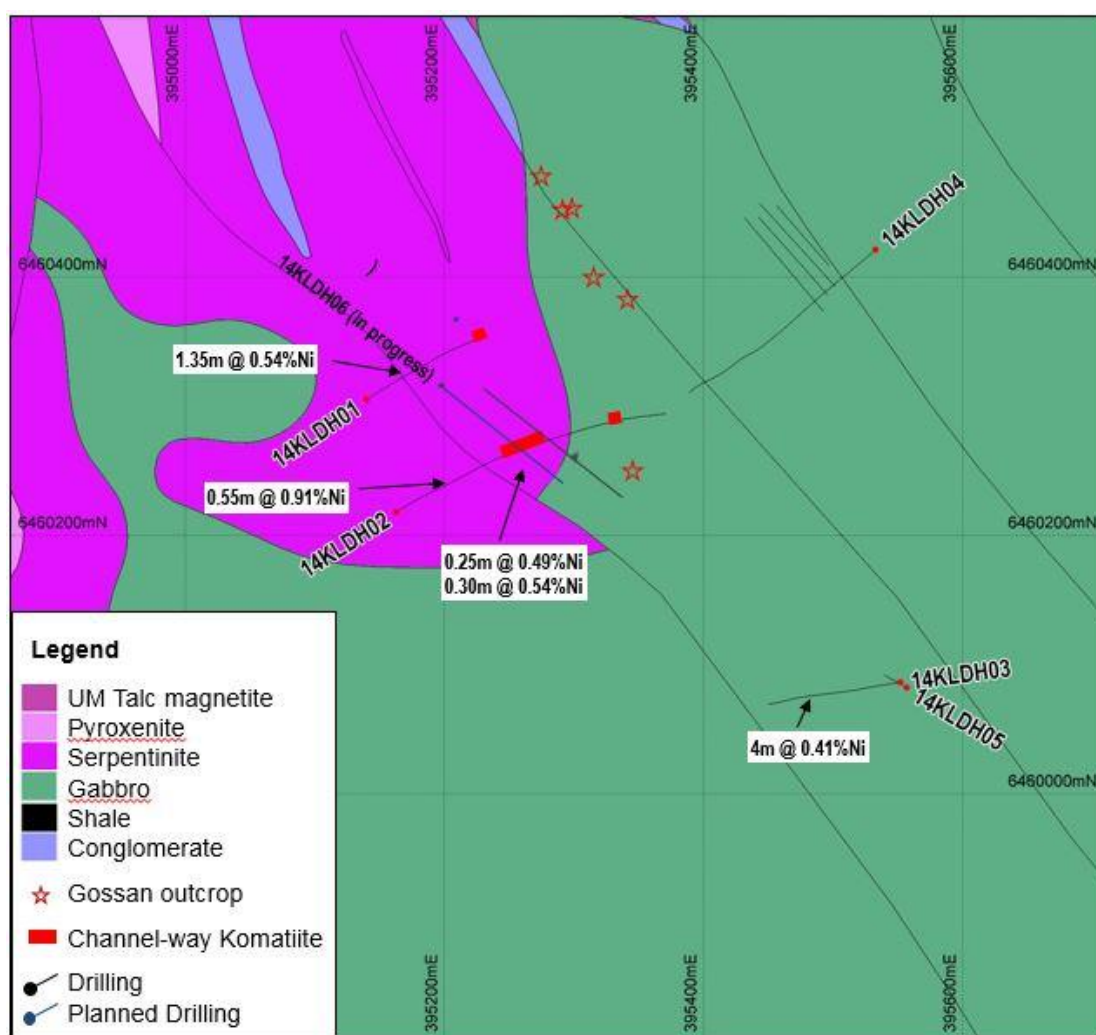 395000mE
395200mE
395400mE
395600mE
14KLDH04
6460400mN
14KLDH06 (in progress)
1.35m @ 0.54%Ni
14KLDH01
0.55m @ 0.91%Ni
14KLDH02
6460200mN
6460200mN
0.25m @ 0.49%Ni
0.30m @ 0.54%Ni
14KLDH03
14KLDH05
4m @ 0.41%Ni
6460000mN
Legend
UM Talc magnetite
Pyroxenite
Serpentinite
Gabbro
Shale
Conglomerate
Gossan outcrop
Channel-way Komatiite
Drilling
Planned Drilling
395200mE
395400mE
395600mE
6460400mN